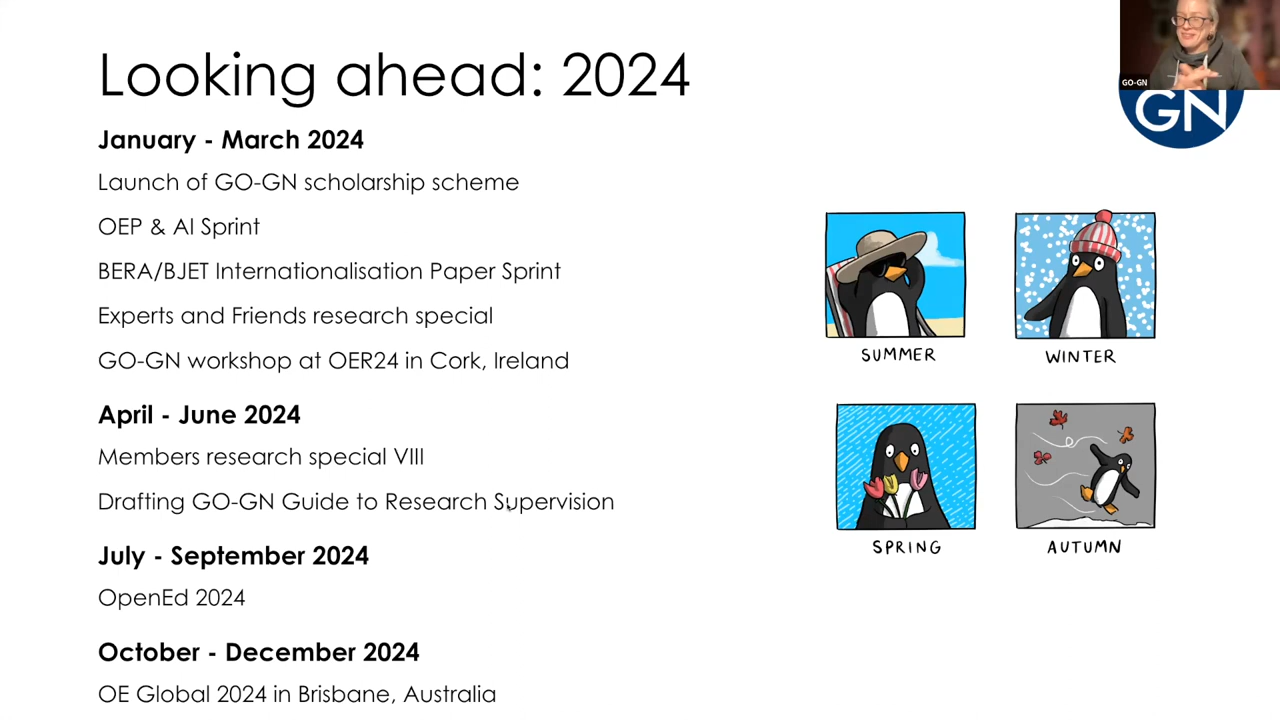 Looking ahead: 2024
GO-GN
GN
January - March 2024
Launch of GO-GN scholarship scheme
OEP & AI Sprint
BERA/BJET Internationalisation Paper Sprint
Experts and Friends research special
GO-GN workshop at OER24 in Cork, Ireland
April - June 2024
Members research special VIII
Drafting GO-GN Guide to Research Supervision
July - September 2024
OpenEd 2024
October - December 2024
OE Global 2024 in Brisbane, Australia
SUMMER
WINTER
SPRING
AUTUMN